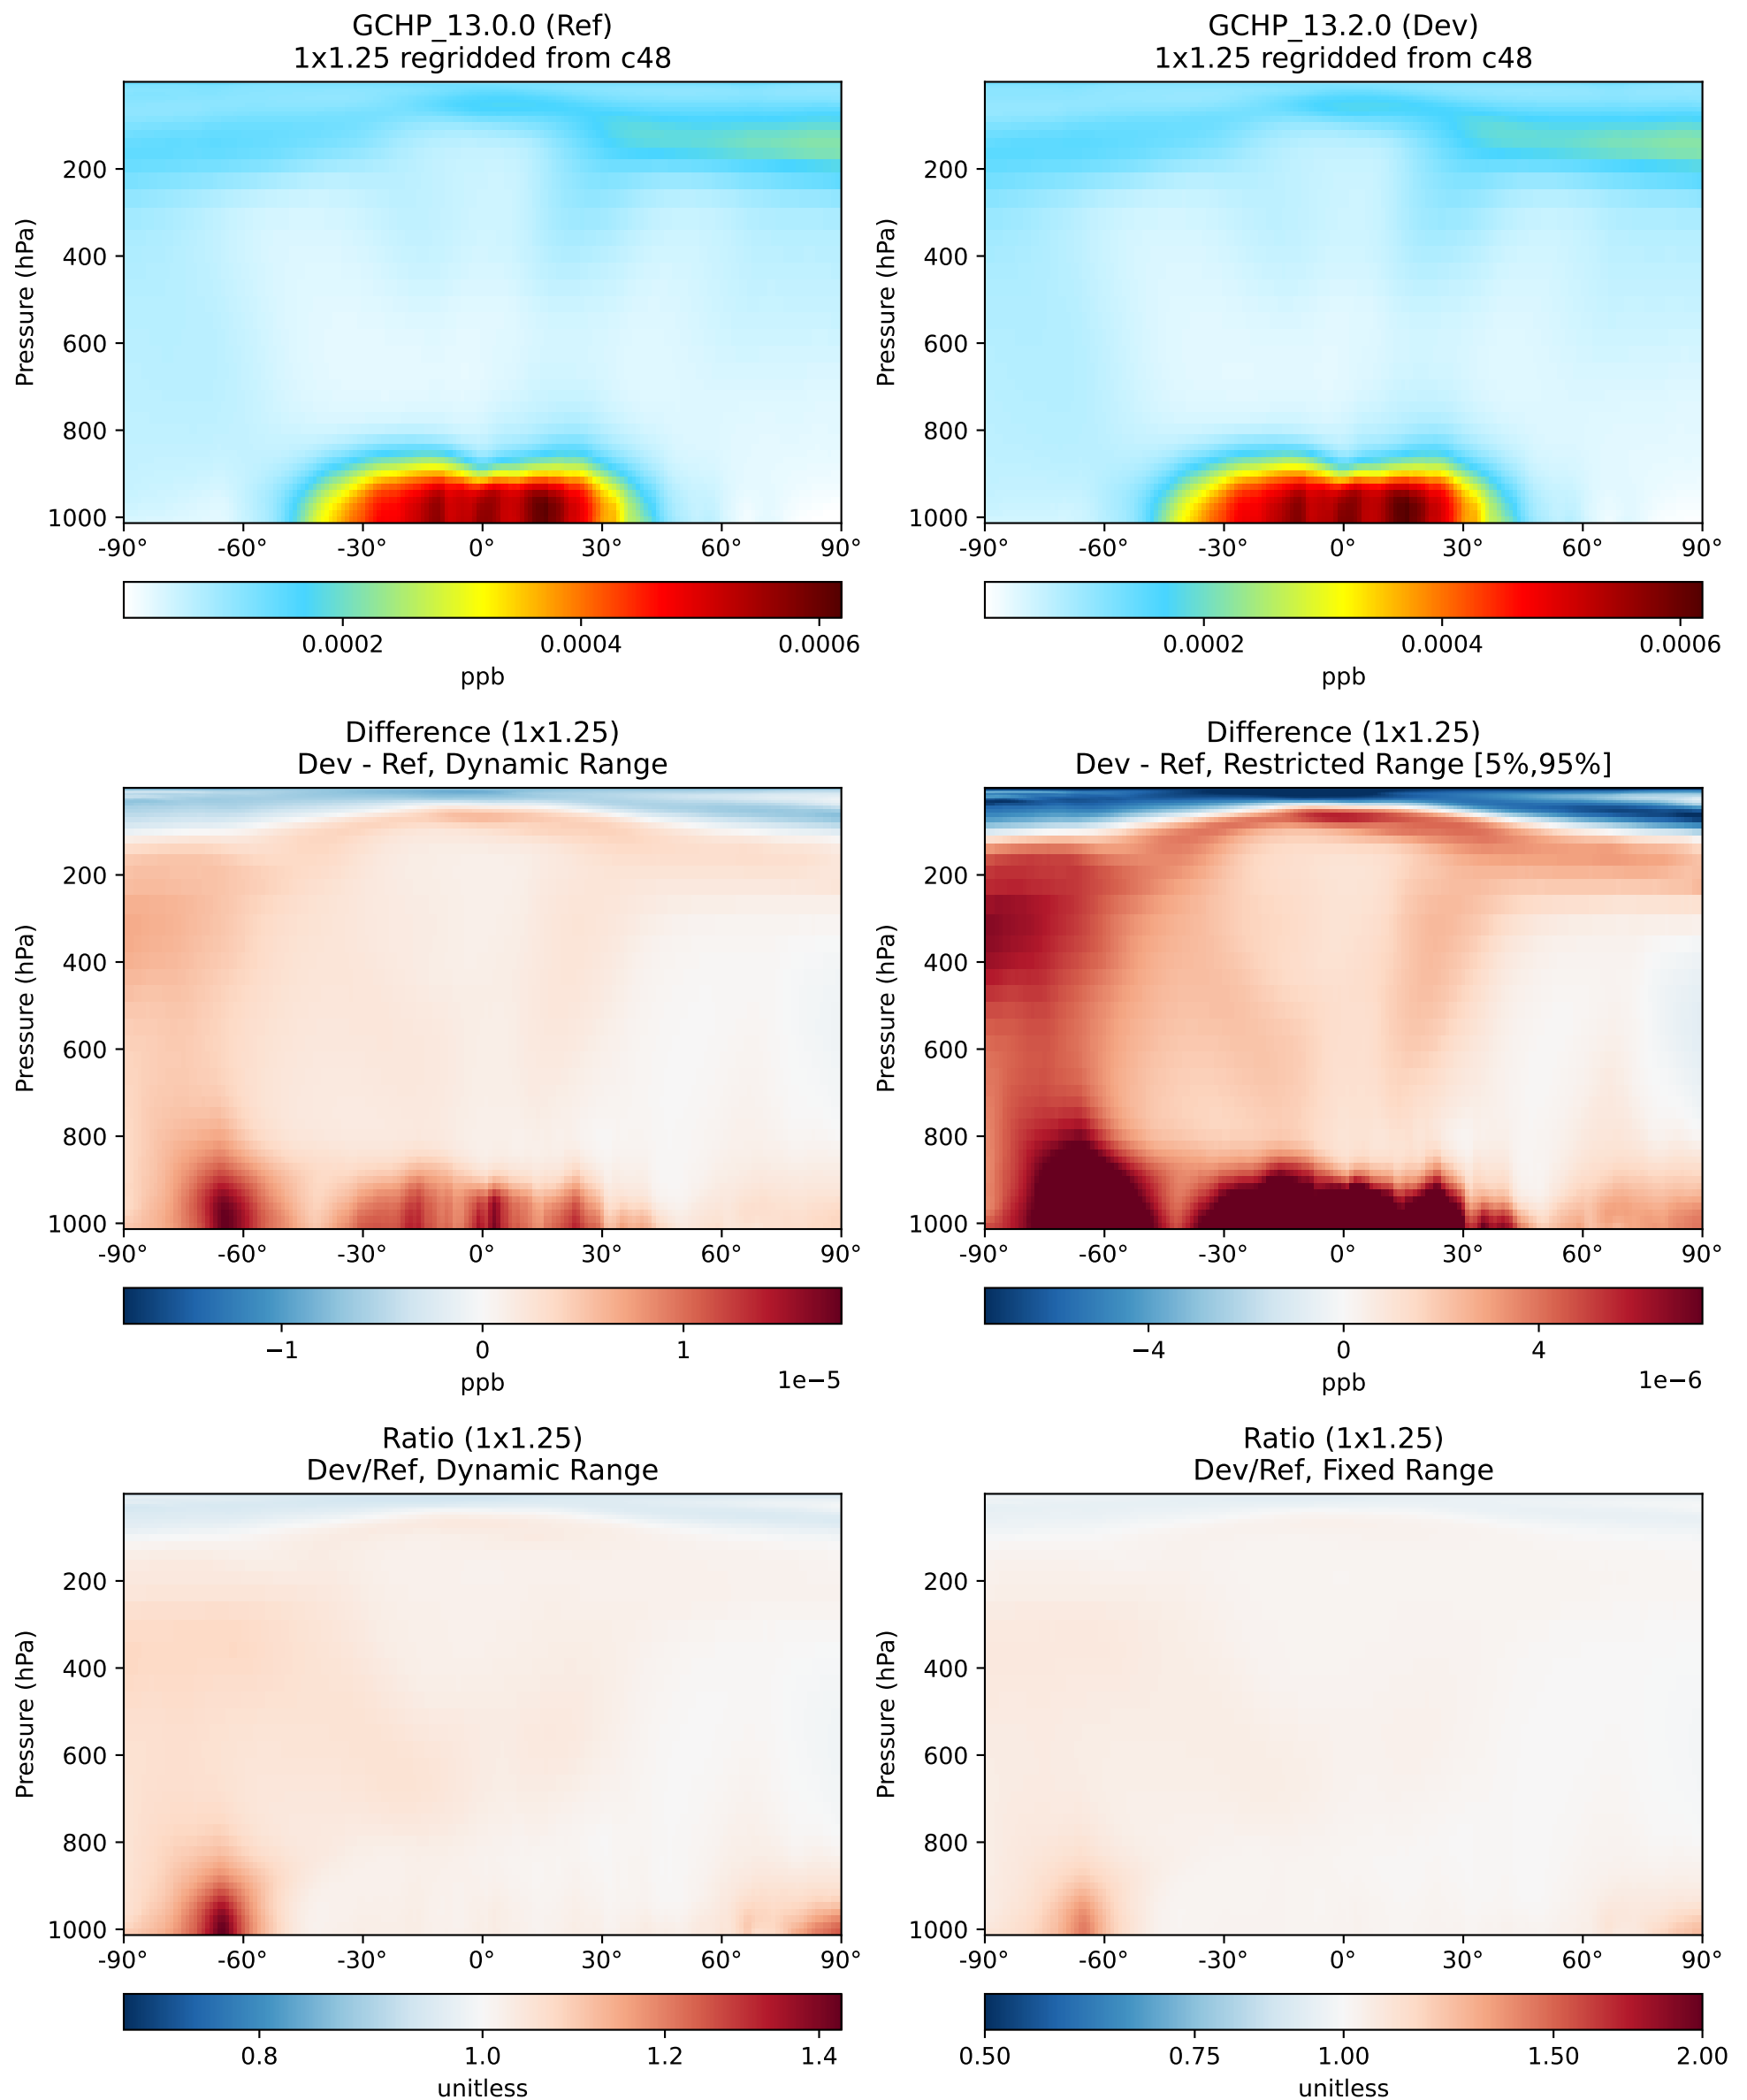 GCHP_13.0.0 (Ref)
1x1.25 regridded from c48
GCHP_13.2.0 (Dev)
1x1.25 regridded from c48
Pressure (hPa)
200
400
600
800
1000
-90° -60° -30° 0° 30° 60° 90°
0.0002 0.0004 0.0006
ppb
Pressure (hPa)
200
400
600
800
1000
-90° -60° -30° 0° 30° 60° 90°
0.0002 0.0004 0.0006
ppb
Difference (1x1.25)
Dev - Ref, Dynamic Range
Difference (1x1.25)
Dev - Ref, Restricted Range [5%,95%]
Pressure (hPa)
200
400
600
800
1000
-90° -60° -30° 0° 30° 60° 90°
−1 0 1
ppb 1e−5
Pressure (hPa)
200
400
600
800
1000
-90° -60° -30° 0° 30° 60° 90°
−4 0 4
ppb 1e−6
Ratio (1x1.25)
Dev/Ref, Dynamic Range
Ratio (1x1.25)
Dev/Ref, Fixed Range
Pressure (hPa)
200
400
600
800
1000
-90° -60° -30° 0° 30° 60° 90°
0.8 1.0 1.2 1.4
unitless
Pressure (hPa)
200
400
600
800
1000
-90° -60° -30° 0° 30° 60° 90°
0.50 0.75 1.00 1.50 2.00
unitless